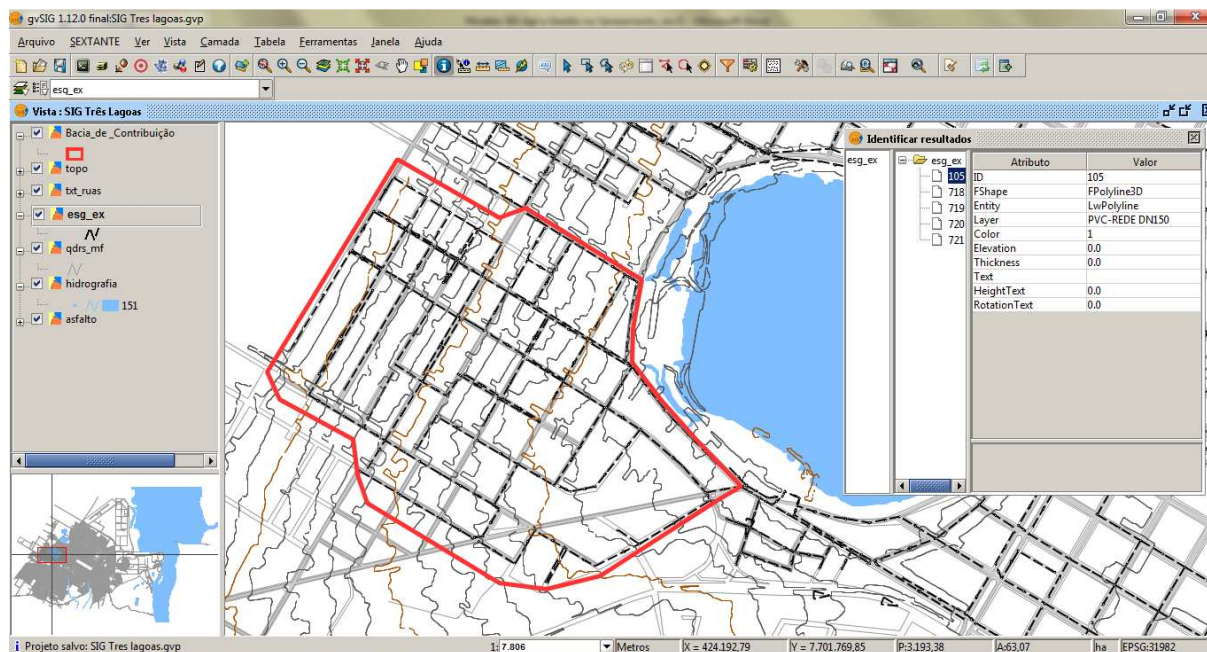 gvSIG 1.12.0 final:SIG Tres lagoas.gvp
Arquivo SEXTANTE Ver Vista Camada Tabela Ferramentas Janela Ajuda
esq_ex
Vista : SIG Três Lagoas
Bacia_de _Contribuição
topo
txt_ruas
esg_ex
qdrs_mf
hidrografia
151
asfalto
Identificar resultados
esg_ex
esg_ex
105
718
719
720
721
Atributo Valor
ID 105
FShape FPolyline3D
Entity LwPolyline
Layer PVC-REDE DN150
Color 1
Elevation 0.0
Thickness 0.0
Text
HeightText 0.0
RotationText 0.0
Projeto salvo: SIG Tres lagoas.gvp 1: 7.806 Metros X = 424.192,79 Y = 7.701.769,85 P:3.193,38 A:63,07 ha EPSG:31982